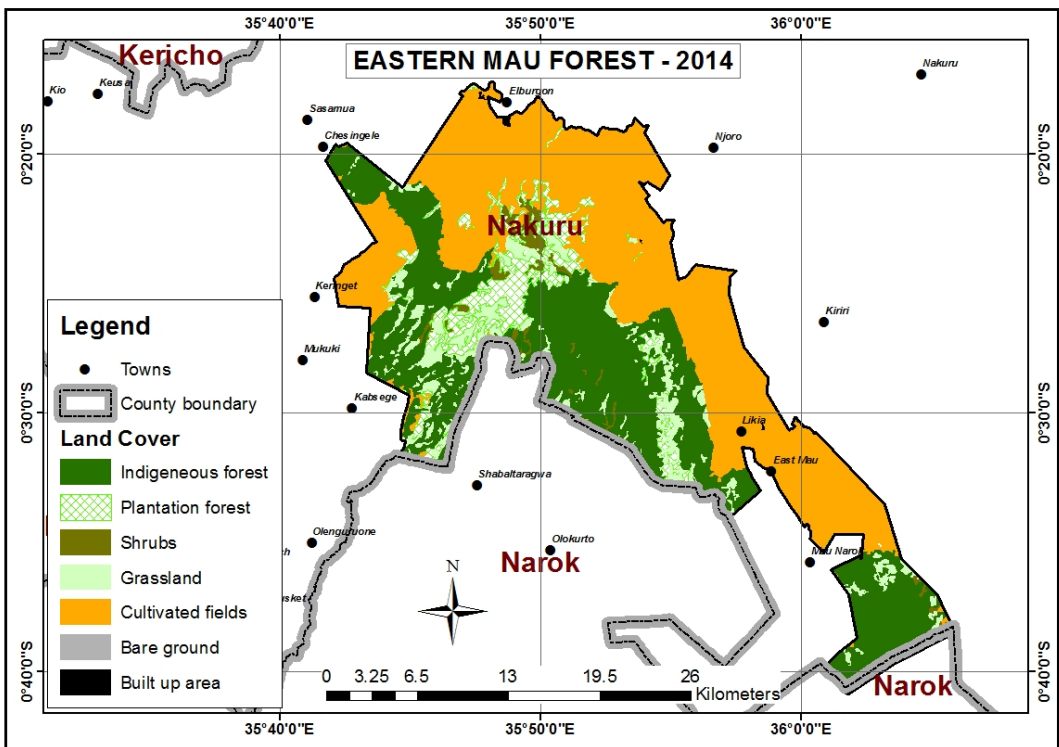 35°40'0"E 35°50'0"E 36°0'0"E
EASTERN MAU FOREST - 2014
Kericho
Kio
Keusa
Sasamua
Chesingele
Elburgon
Nakuru
Njoro
0°20'0"S
0°20'0"S
Nakuru
Keringet
Kiriri
Mukuki
Kabsege
0°30'0"S
0°30'0"S
Likia
East Mau
Shabaltaragwa
Olenguruone
Olokurto
Mau Narok
Narok
Narok
N
Legend
Towns
County boundary
Land Cover
Indigeneous forest
Plantation forest
Shrubs
Grassland
Cultivated fields
Bare ground
Built up area
0°40'0"S
0°40'0"S
0 3.25 6.5 13 19.5 26
Kilometers
35°40'0"E 35°50'0"E 36°0'0"E